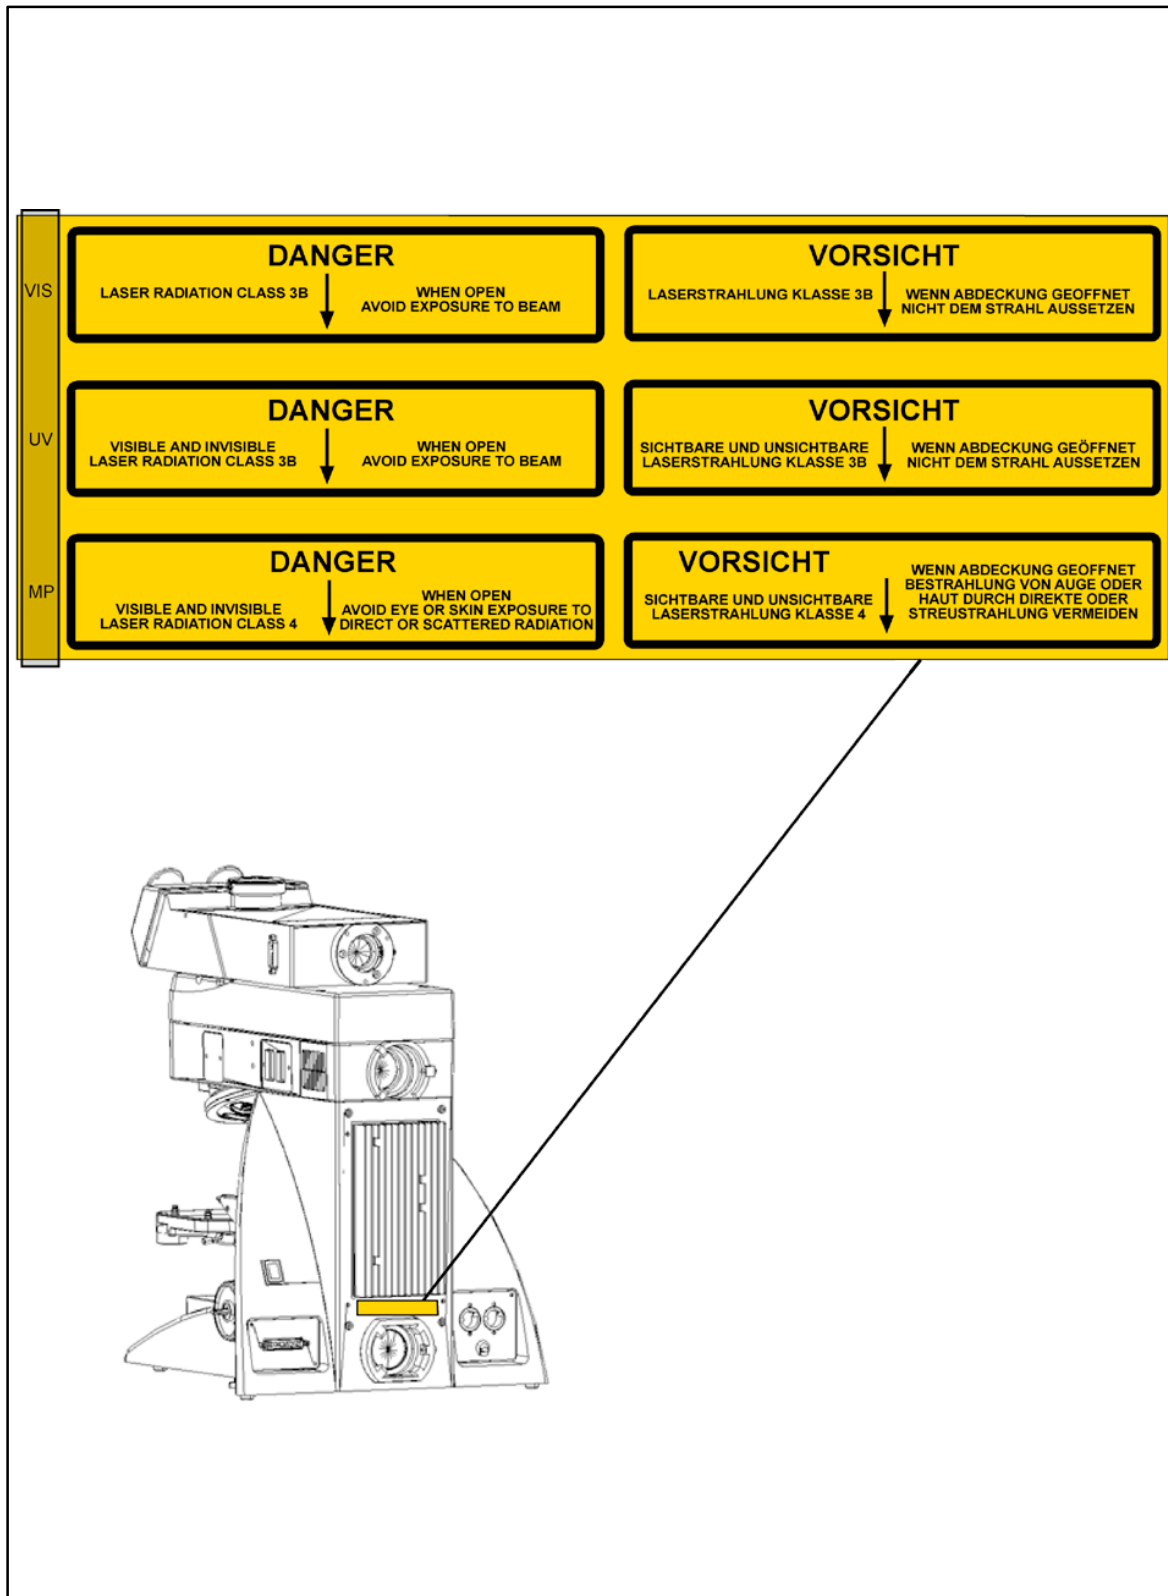 VIS
DANGER
LASER RADIATION CLASS 3B
WHEN OPEN
AVOID EXPOSURE TO BEAM
VORSICHT
LASERSTRAHLUNG KLASSE 3B
WENN ABDECKUNG GEOFFNET
NICHT DEM STRAHL AUSSETZEN
UV
DANGER
VISIBLE AND INVISIBLE
LASER RADIATION CLASS 3B
WHEN OPEN
AVOID EXPOSURE TO BEAM
VORSICHT
SICHTBARE UND UNSICHTBARE
LASERSTRAHLUNG KLASSE 3B
WENN ABDECKUNG GEÖFFNET
NICHT DEM STRAHL AUSSETZEN
MP
DANGER
VISIBLE AND INVISIBLE
LASER RADIATION CLASS 4
WHEN OPEN
AVOID EYE OR SKIN EXPOSURE TO
DIRECT OR SCATTERED RADIATION
VORSICHT
SICHTBARE UND UNSICHTBARE
LASERSTRAHLUNG KLASSE 4
WENN ABDECKUNG GEOFFNET
BESTRAHLUNG VON AUGE ODER
HAUT DURCH DIREKTE ODER
STREUSTRAHLUNG VERMEIDEN